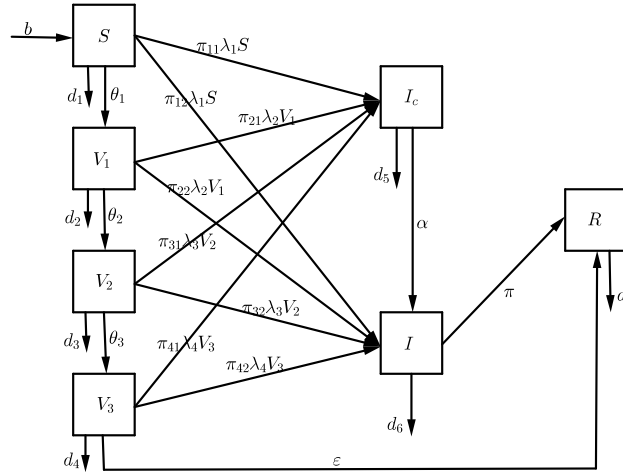 b
S
π₁₁λ₁S
d₁
θ₁
π₁₂λ₁S
I_c
π₂₁λ₂V₁
V₁
d₅
π₂₂λ₂V₁
d₂
θ₂
α
R
π₃₁λ₃V₂
V₂
π
d
π₃₂λ₃V₂
d₃
θ₃
π₄₁λ₄V₃
I
π₄₂λ₄V₃
V₃
d₆
d₄
ε